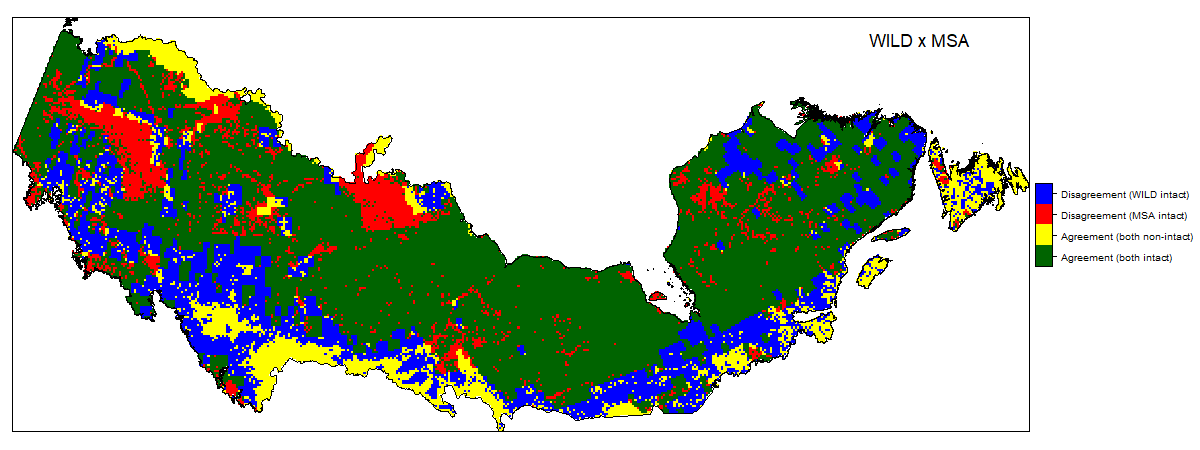 WILD x MSA
Disagreement (WILD intact)
Disagreement (MSA intact)
Agreement (both non-intact)
Agreement (both intact)